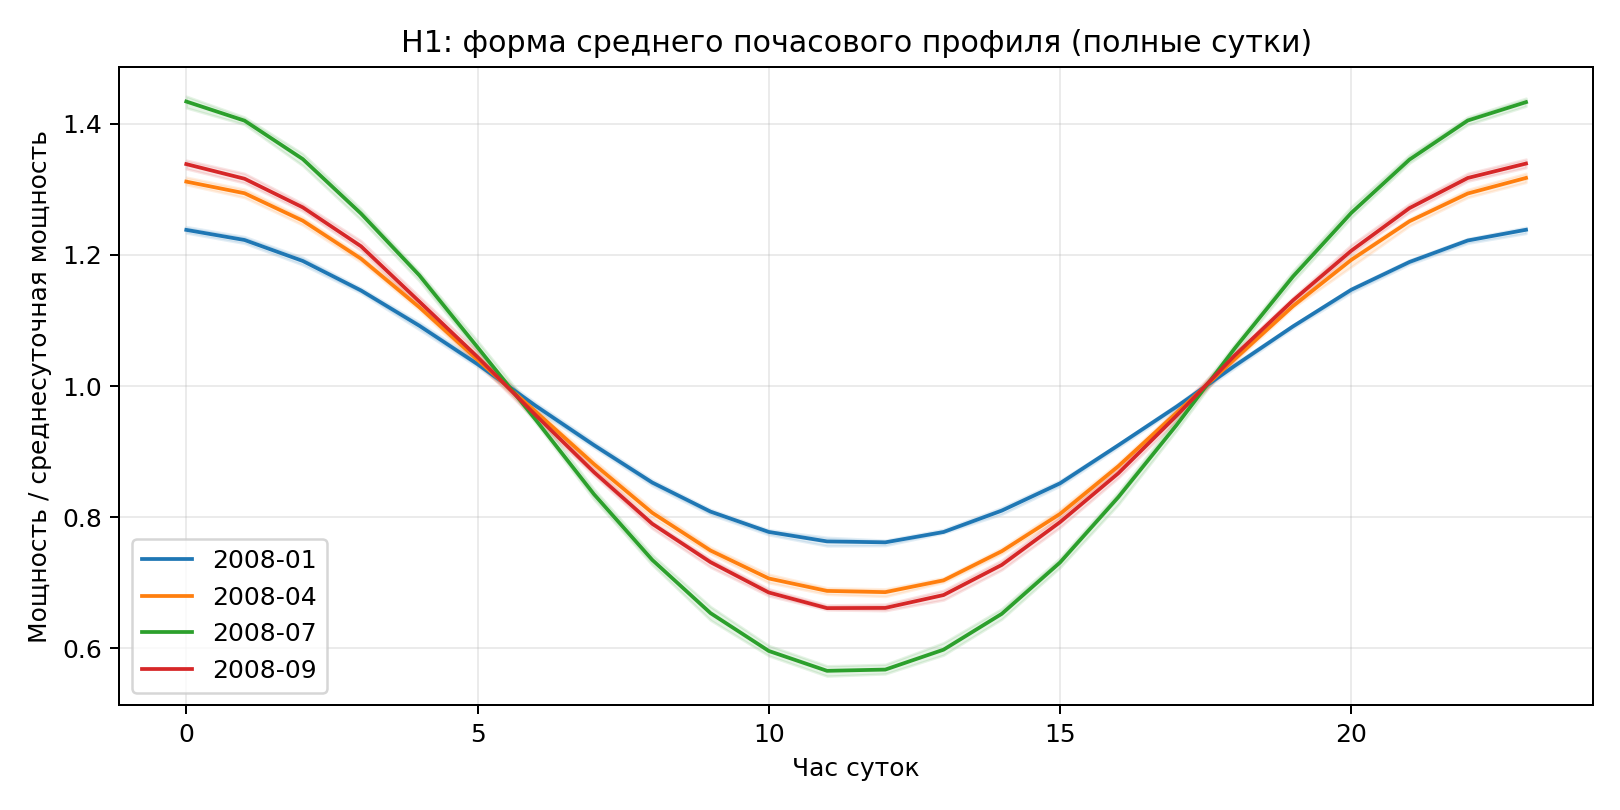 H1: форма среднего почасового профиля (полные сутки)
Мощность / среднесуточная мощность
1.4
1.2
1.0
0.8
0.6
2008-01
2008-04
2008-07
2008-09
0 5 10 15 20
Час суток